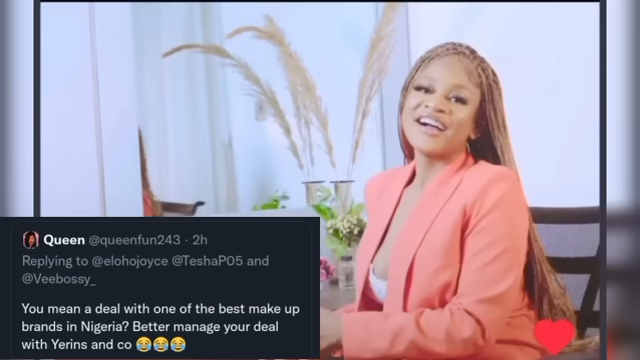 Queen @queenfun243 · 2h
Replying to @elohojoyce @TeshaP05 and
@Veebossy_
You mean a deal with one of the best make up
brands in Nigeria? Better manage your deal
with Yerins and co 😂😂😂